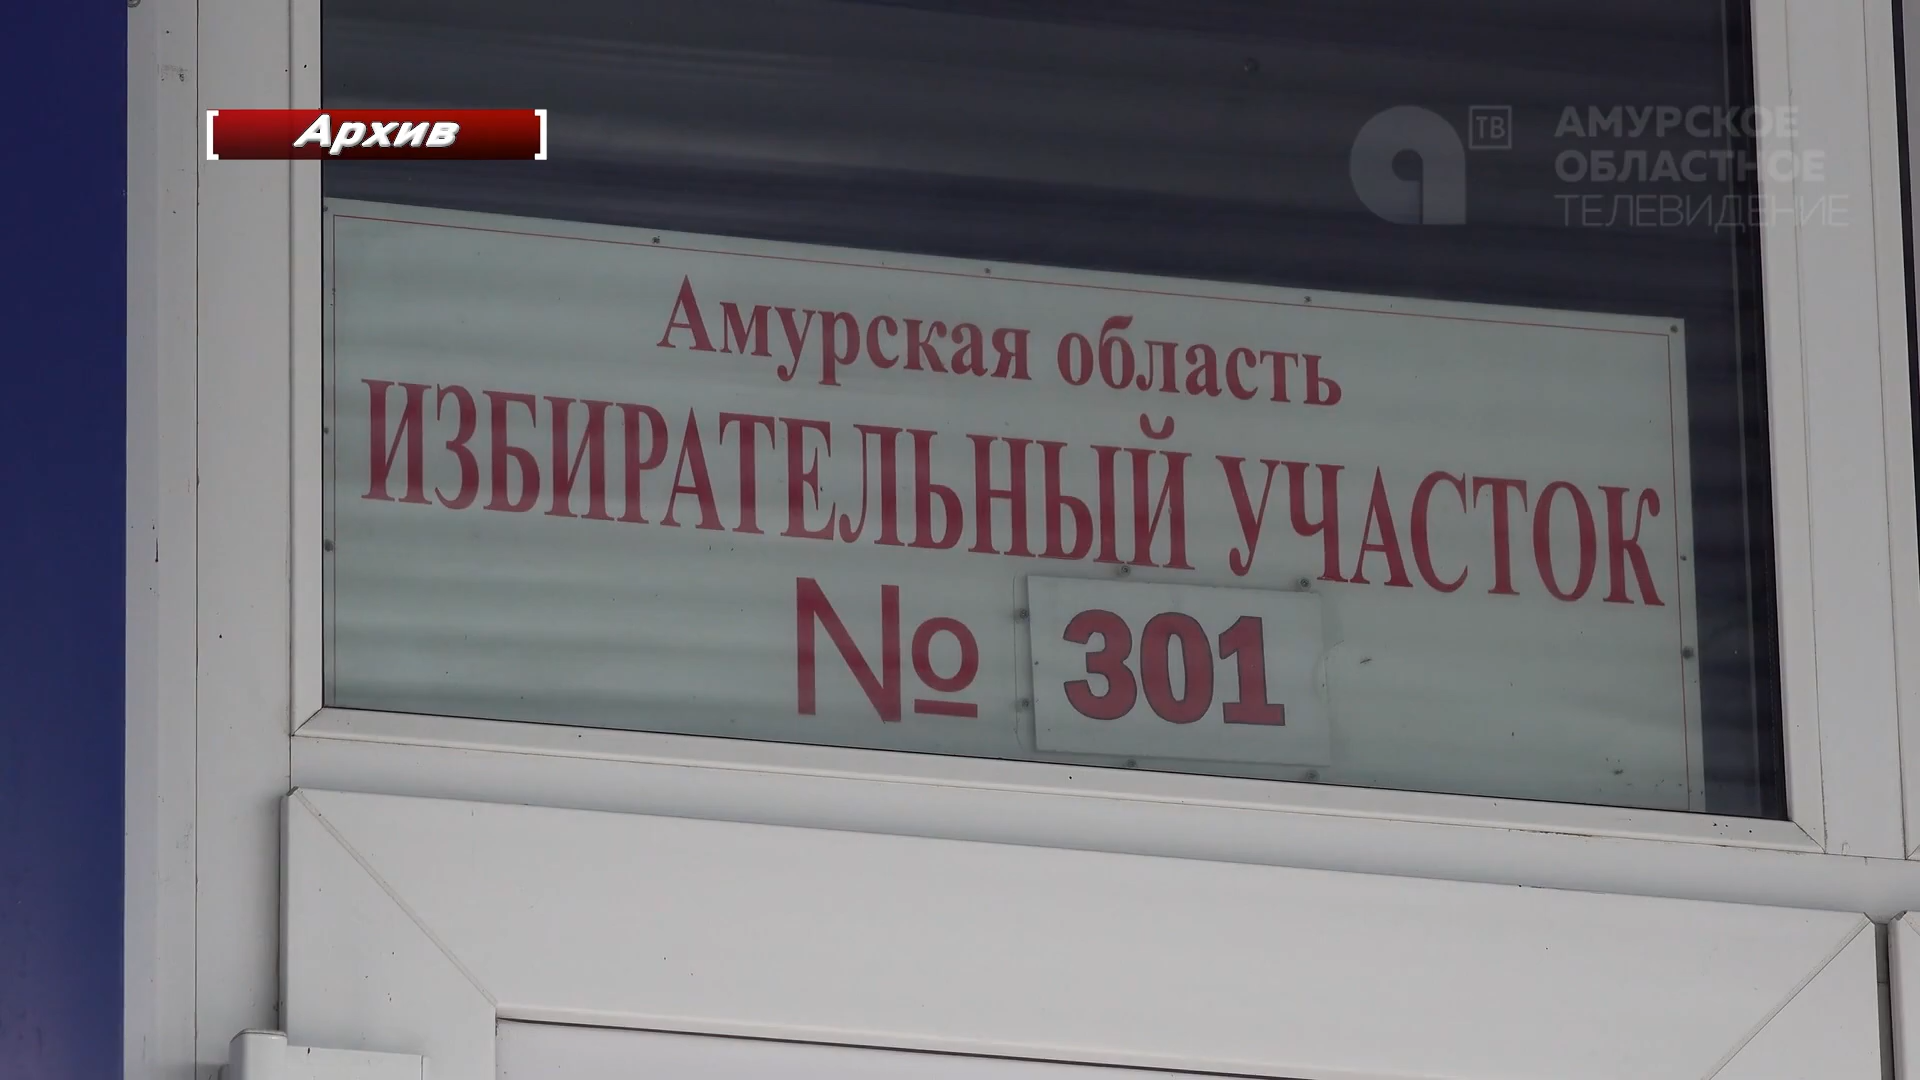 Архив
ТВ
АМУРСКОЕ
ОБЛАСТНОЕ
ТЕЛЕВИДЕНИЕ
Амурская область
ИЗБИРАТЕЛЬНЫЙ УЧАСТОК
№ 301